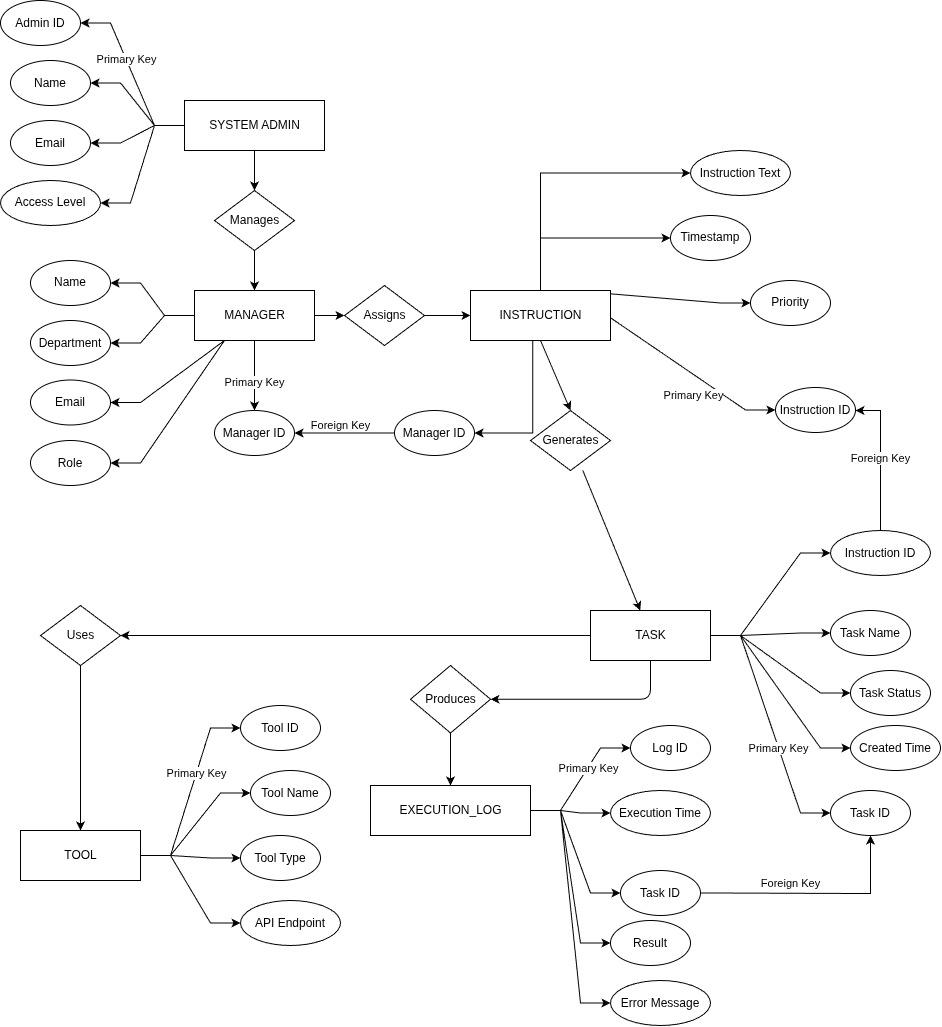 Admin ID
Primary Key
Name
SYSTEM ADMIN
Email
Access Level
Manages
Instruction Text
Timestamp
Name
MANAGER
Assigns
INSTRUCTION
Priority
Department
Primary Key
Primary Key
Email
Instruction ID
Manager ID
Foreign Key
Manager ID
Generates
Role
Foreign Key
Instruction ID
Uses
TASK
Task Name
Produces
Task Status
Tool ID
Log ID
Primary Key
Created Time
Primary Key
Primary Key
Tool Name
EXECUTION_LOG
Execution Time
Task ID
TOOL
Tool Type
Foreign Key
Task ID
API Endpoint
Result
Error Message